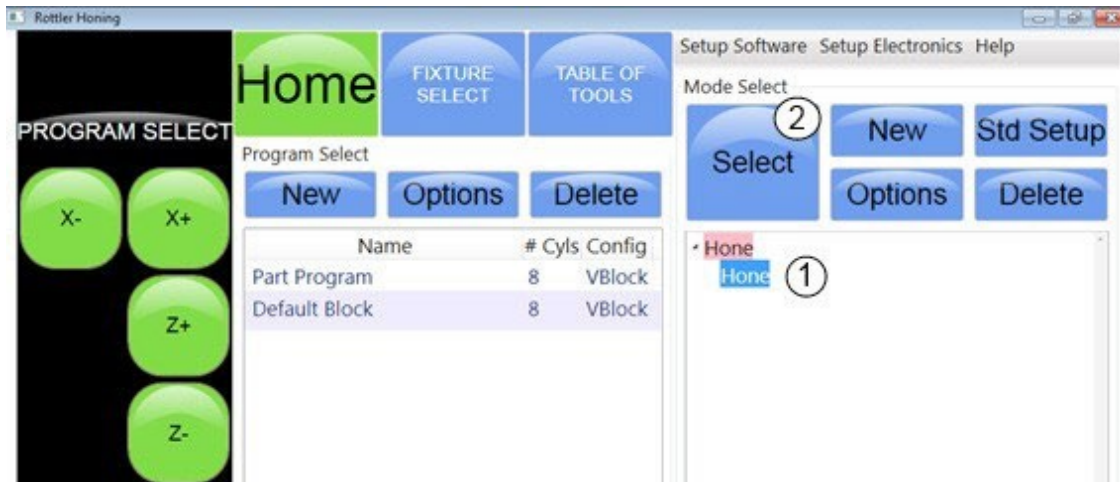 Rottler Honing
PROGRAM SELECT
X-
X+
Z+
Z-
Home
FIXTURE
SELECT
TABLE OF
TOOLS
Program Select
New
Options
Delete
Name # Cyls Config
Part Program 8 VBlock
Default Block 8 VBlock
Setup Software Setup Electronics Help
Mode Select
Select
2
New
Std Setup
Options
Delete
Hone
Hone 1